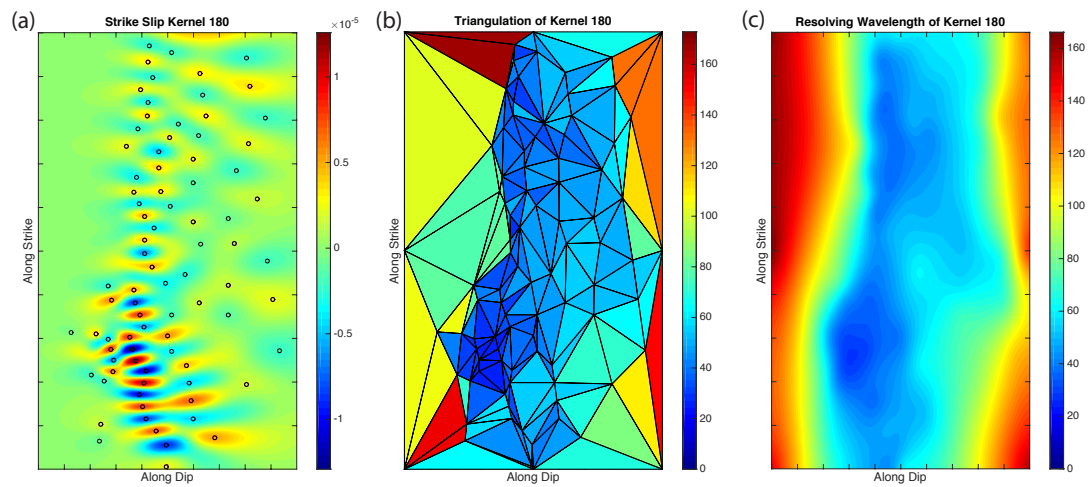 (a)
Strike Slip Kernel 180
×10⁻⁵
1
0.5
0
-0.5
-1
Along Strike
Along Dip
(b)
Triangulation of Kernel 180
160
140
120
100
80
60
40
20
0
Along Strike
Along Dip
(c)
Resolving Wavelength of Kernel 180
160
140
120
100
80
60
40
20
0
Along Strike
Along Dip